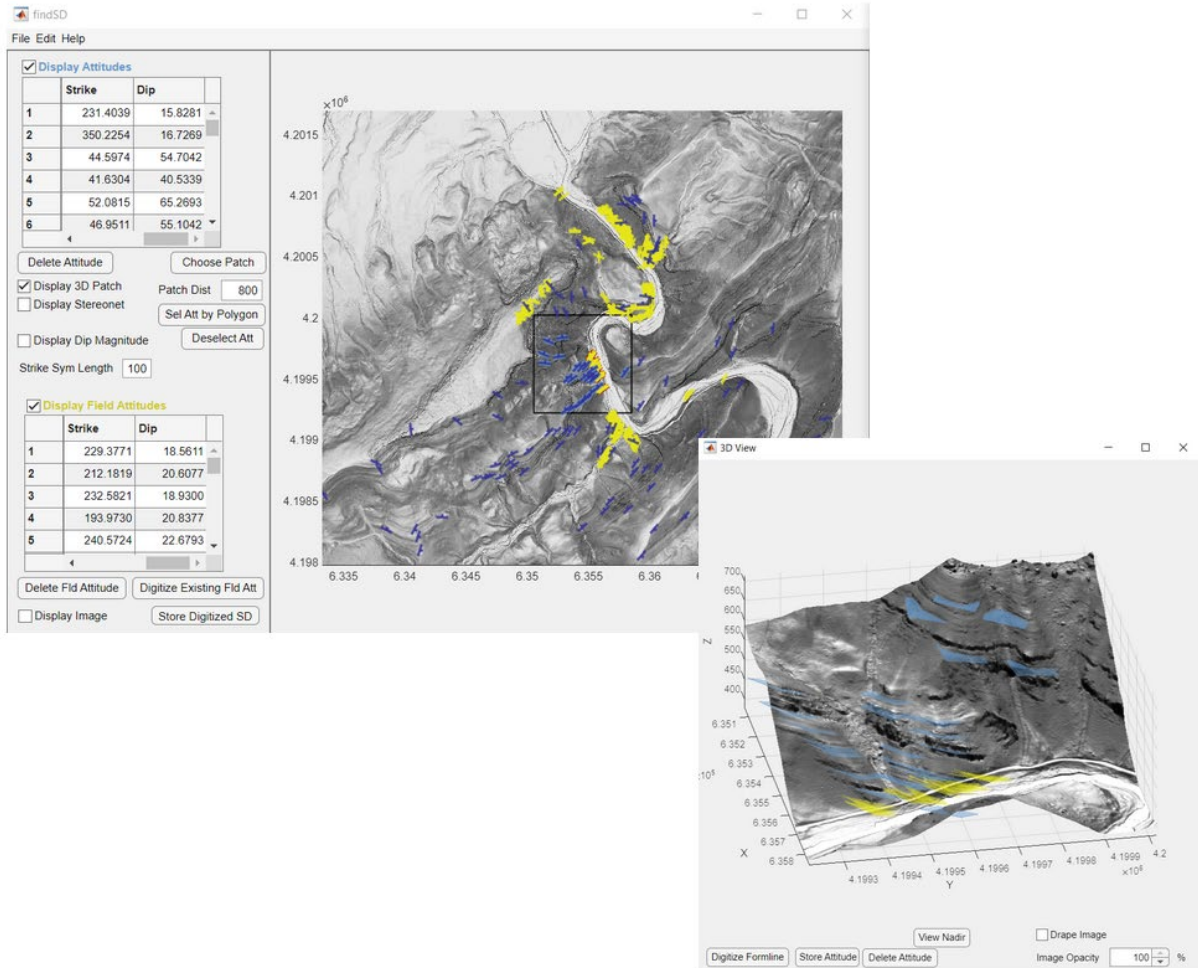 findSD
File Edit Help
Display Attitudes
Strike Dip
1 231.4039 15.8281
2 350.2254 16.7269
3 44.5974 54.7042
4 41.6304 40.5339
5 52.0815 65.2693
6 46.9511 55.1042
Delete Attitude Choose Patch
Display 3D Patch Patch Dist 800
Display Stereonet
Sel Att by Polygon
Display Dip Magnitude Deselect Att
Strike Sym Length 100
Display Field Attitudes
Strike Dip
1 229.3771 18.5611
2 212.1819 20.6077
3 232.5821 18.9300
4 193.9730 20.8377
5 240.5724 22.6793
Delete Fld Attitude Digitize Existing Fld Att
Display Image Store Digitized SD
×10⁶
4.2015
4.201
4.2005
4.2
4.1995
4.199
4.1985
4.198
6.335 6.34 6.345 6.35 6.355 6.36
3D View
700
650
600
550
500
450
400
Z
6.351
6.352
6.353
6.354
6.355
6.356
6.357
6.358
X
4.1993 4.1994 4.1995 4.1996 4.1997 4.1998 4.1999 4.2
×10⁶
Y
View Nadir Drape Image
Digitize Formline Store Attitude Delete Attitude Image Opacity 100 %